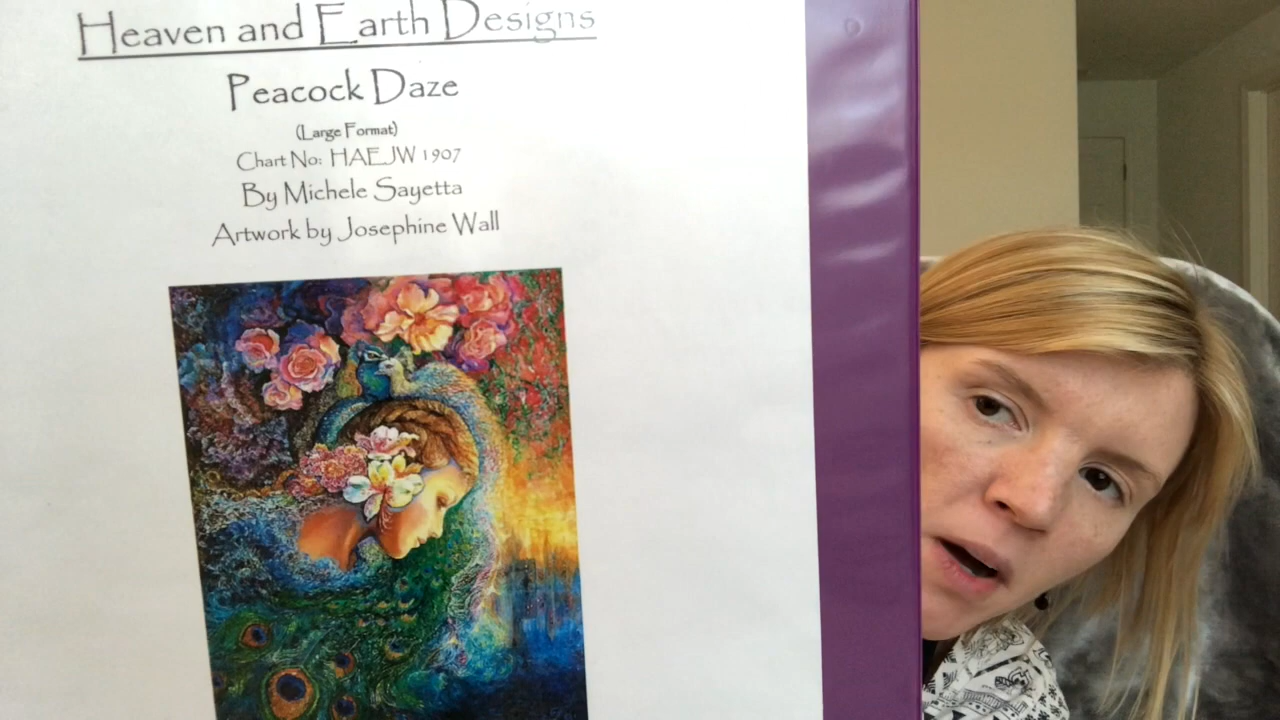 Heaven and Earth Designs
Peacock Daze
(Large Format)
Chart No: HAEJW 1907
By Michele Sayetta
Artwork by Josephine Wall